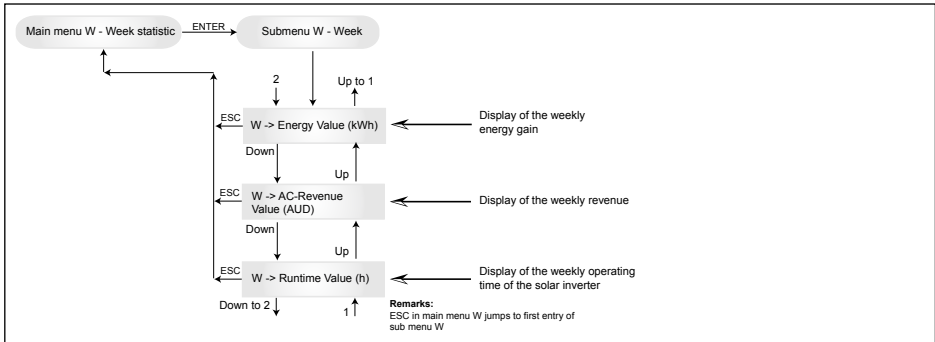 Main menu W - Week statistic
ENTER
Submenu W - Week
2
Up to 1
ESC
W -> Energy Value (kWh)
Display of the weekly
energy gain
Down
Up
ESC
W -> AC-Revenue
Value (AUD)
Display of the weekly revenue
Down
Up
ESC
W -> Runtime Value (h)
Display of the weekly operating
time of the solar inverter
Down to 2
1
Remarks:
ESC in main menu W jumps to first entry of
sub menu W